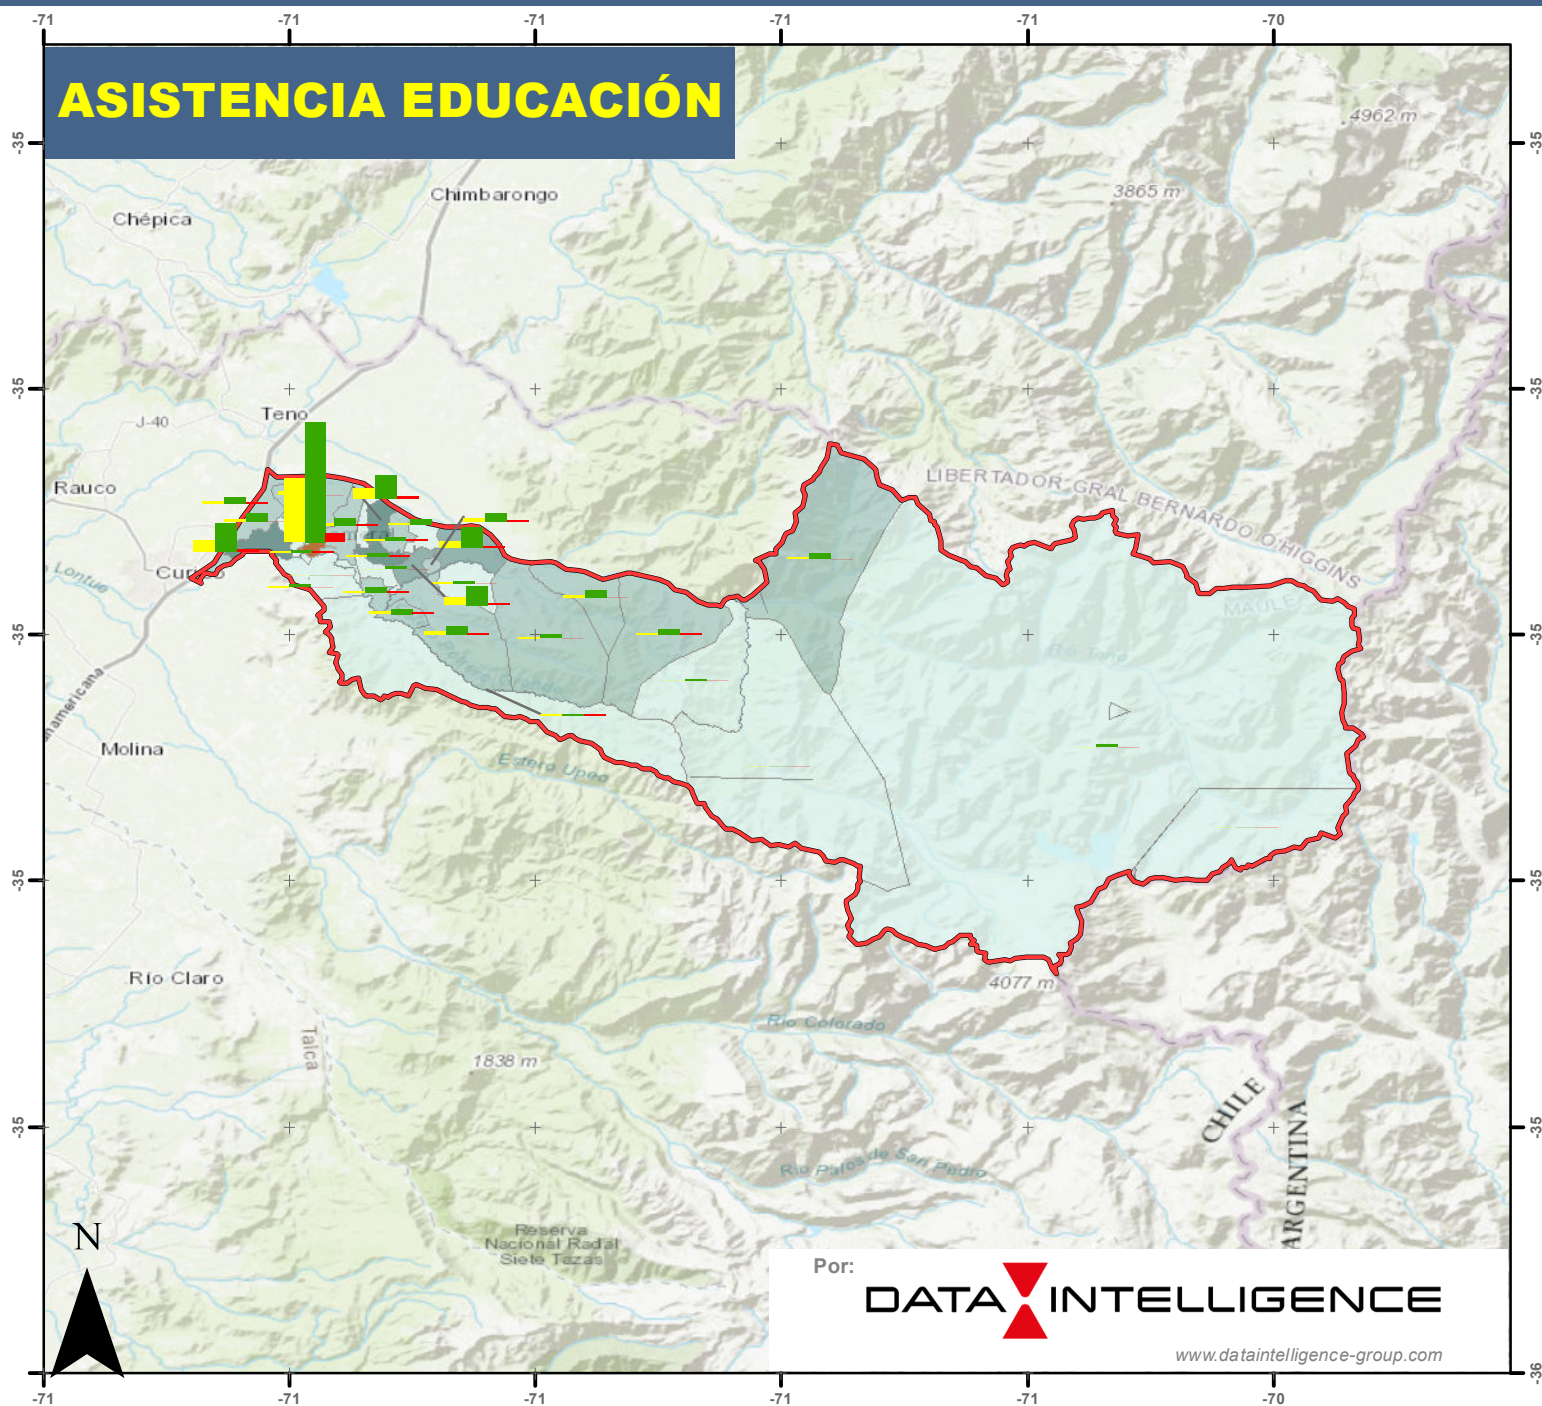 -71 -71 -71 -71 -71 -70
ASISTENCIA EDUCACIÓN
4962 m
-35 -35
3865 m
Chimbarongo
Chépica
-35 -35
Teno
J-40
LIBERTADOR GRAL BERNARDO O'HIGGINS
Rauco
Curicó
Lontué
MAULE
-35 -35
Río Teno
namericana
Molina
Estero Upeo
-35 -35
Río Claro
4077 m
Río Colorado
Talca
1838 m
CHILE
ARGENTINA
-35 -35
Río Palos de San Pedro
Reserva
Nacional Radal
Siete Tazas
N
Por:
DATA INTELLIGENCE
www.dataintelligence-group.com
-36
-71 -71 -71 -71 -71 -70